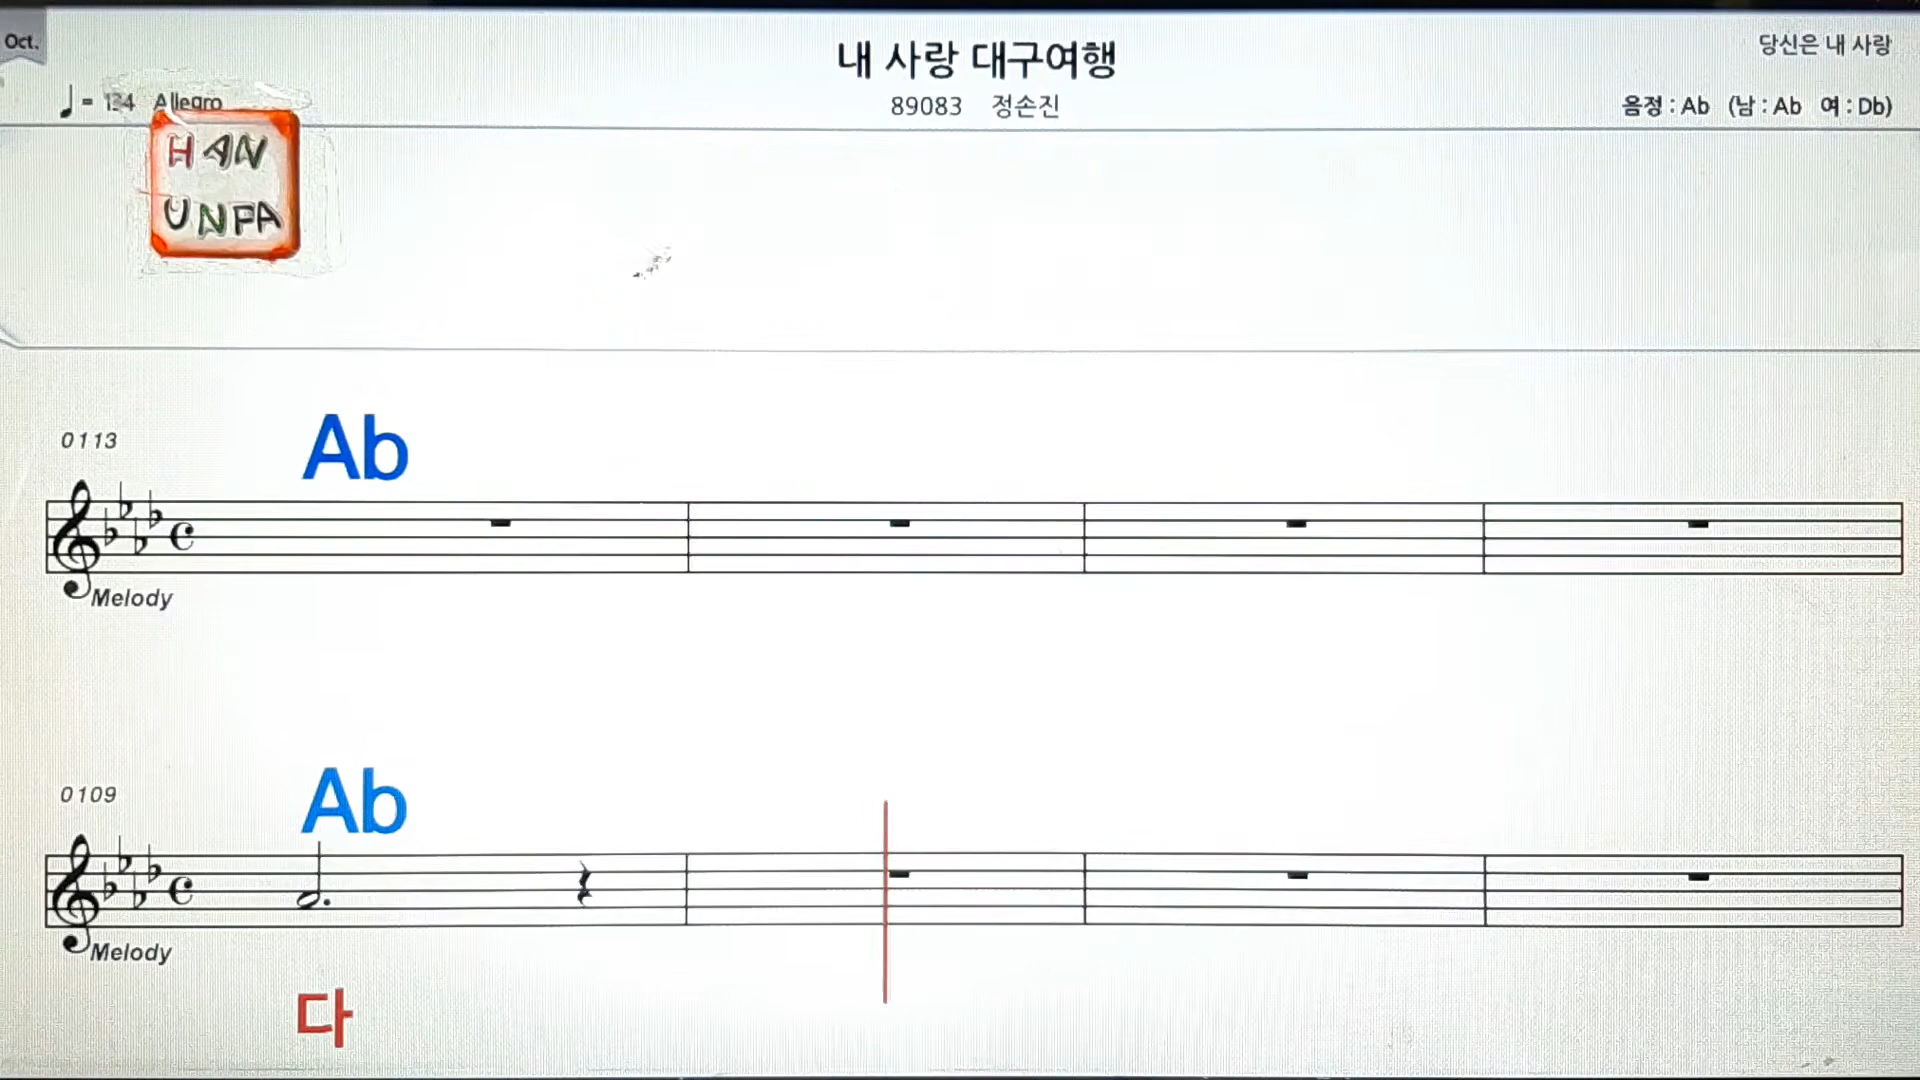 Oct.
내 사랑 대구여행
당신은 내 사랑
♩ = 134 Allegro
89083 정손진
음정 : Ab (남 : Ab 여 : Db)
HAN
UNPA
0113
Ab
Melody
0109
Ab
Melody
다